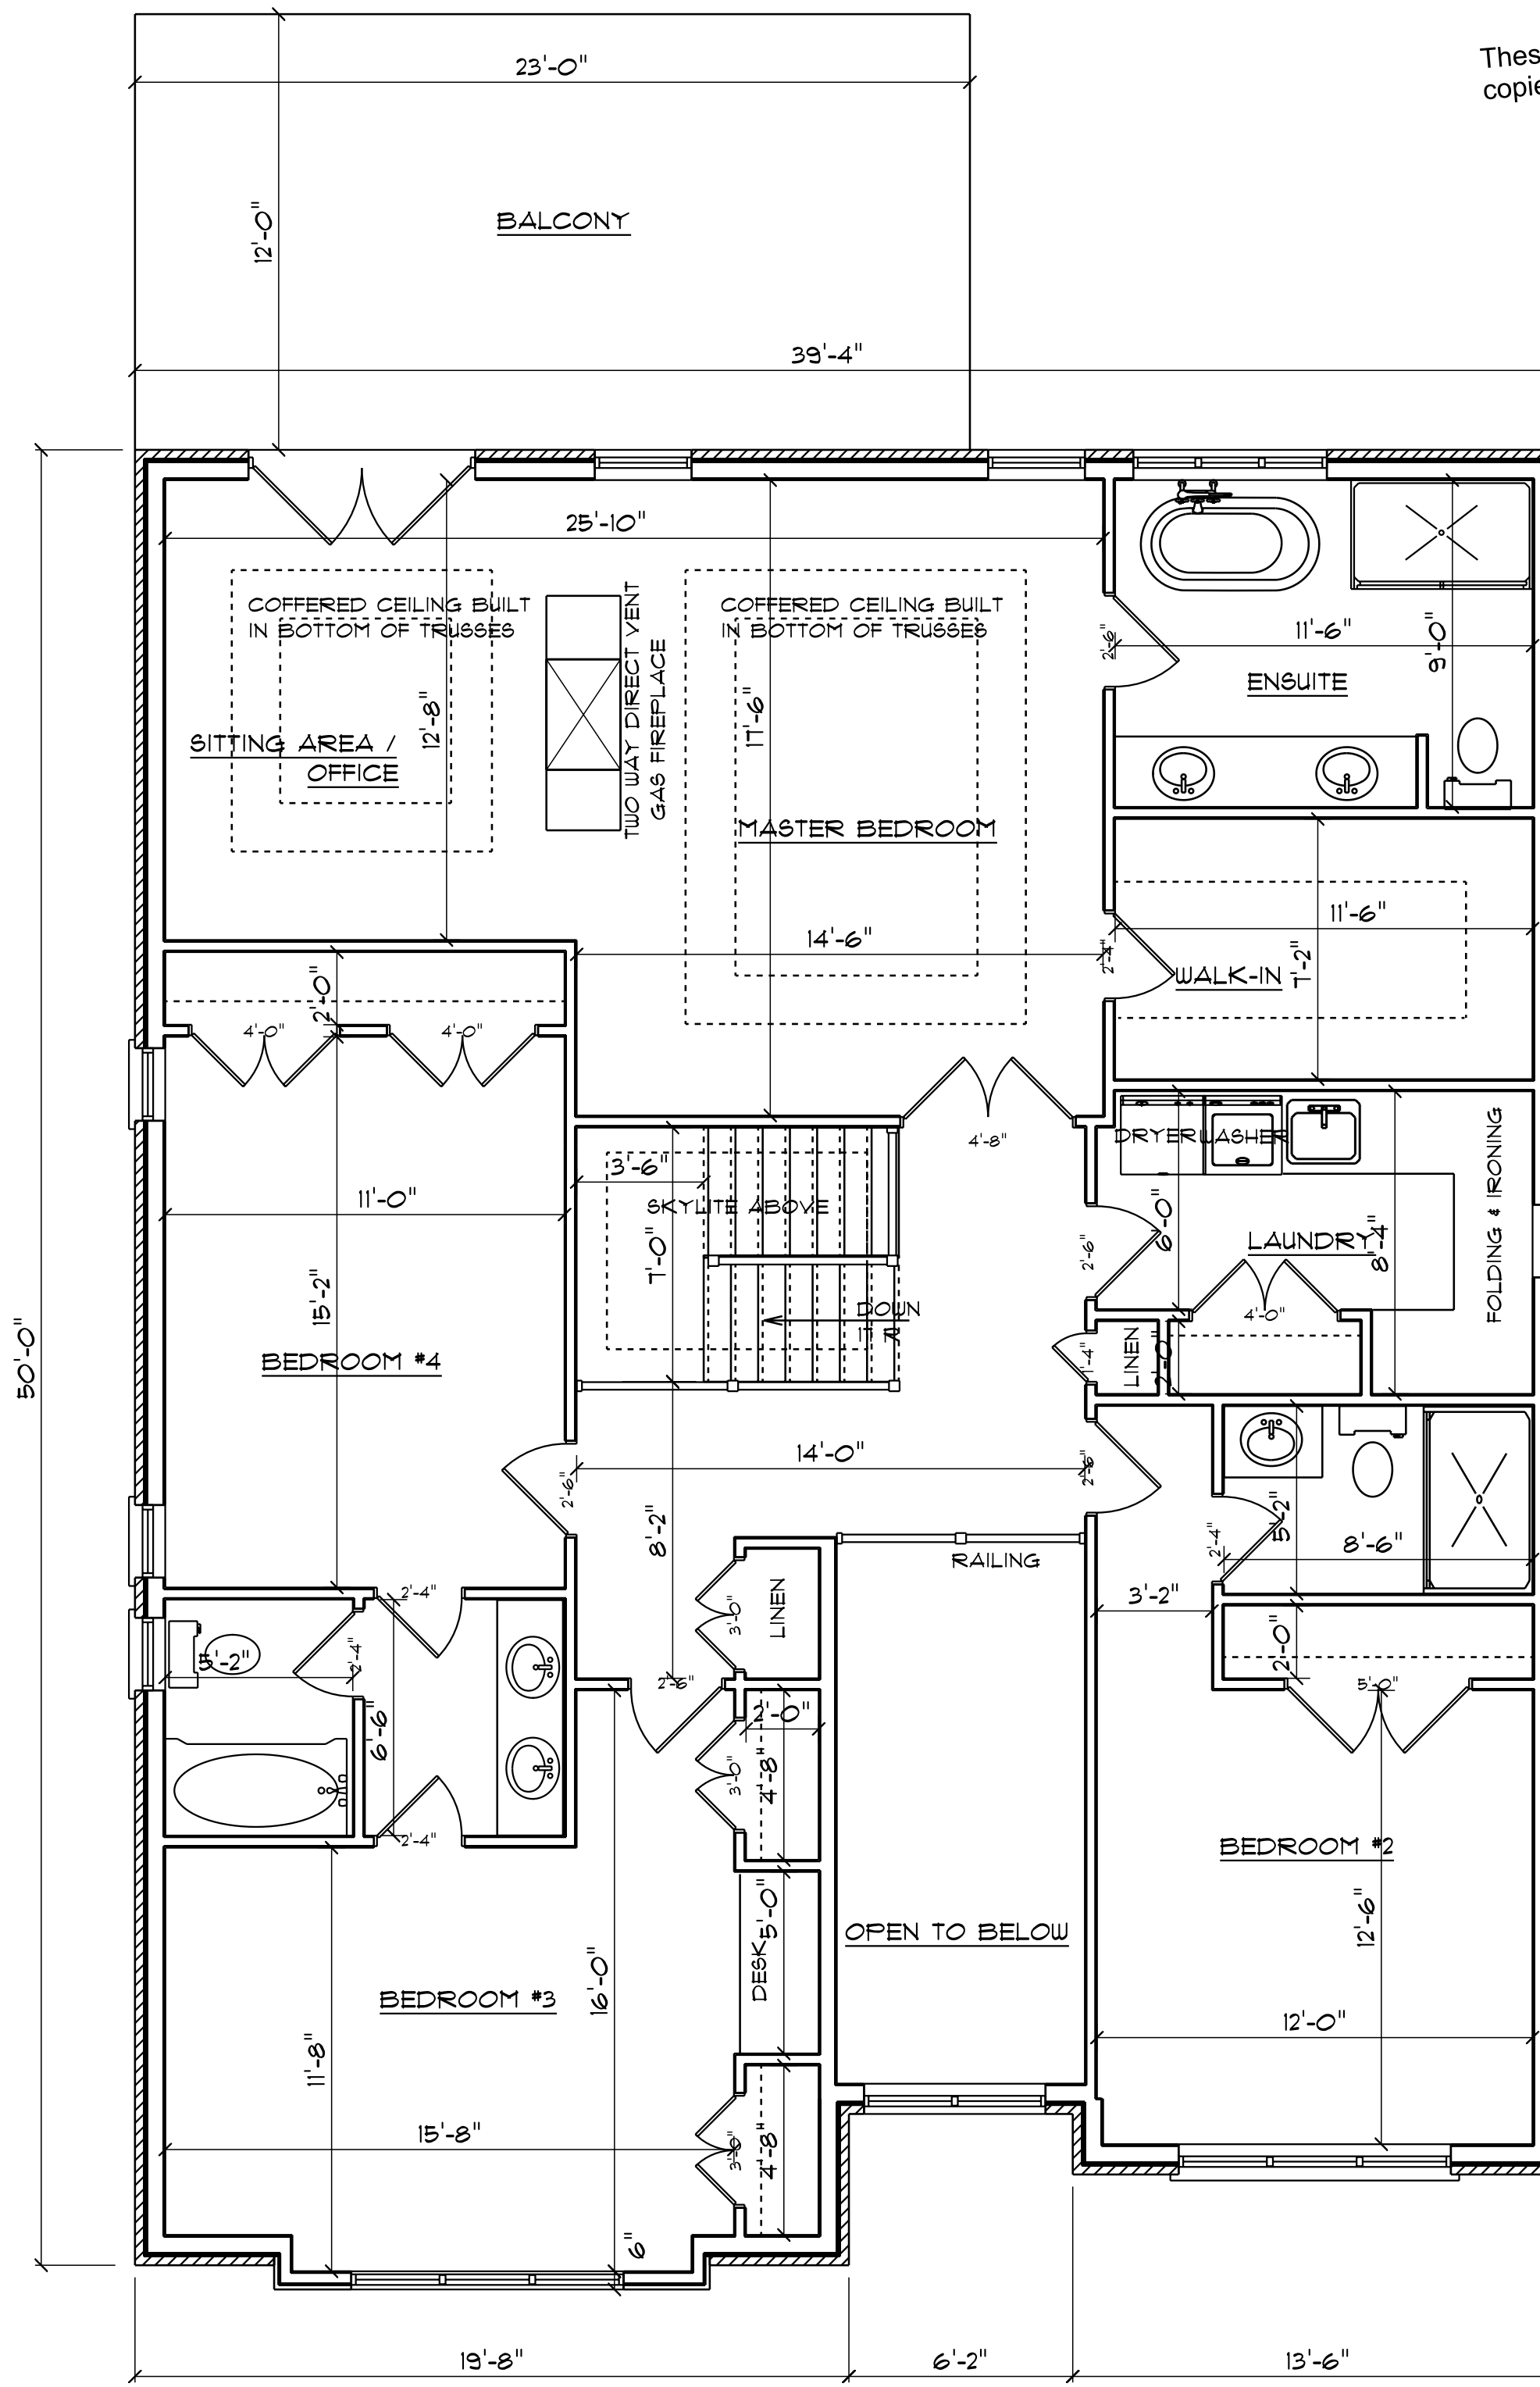 Thes
copie
23'-0"
12'-0"
BALCONY
39'-4"
25'-10"
COFFERED CEILING BUILT
IN BOTTOM OF TRUSSES
COFFERED CEILING BUILT
IN BOTTOM OF TRUSSES
TWO WAY DIRECT VENT
GAS FIREPLACE
2'-6"
11'-6"
9'-0"
ENSUITE
12'-8"
17'-6"
SITTING AREA /
OFFICE
MASTER BEDROOM
14'-6"
2'-4"
11'-6"
WALK-IN
7'-2"
2'-0"
4'-0"
4'-0"
4'-8"
DRYER
WASHER
FOLDING & IRONING
3'-6"
SKYLITE ABOVE
11'-0"
7'-0"
6'-0"
LAUNDRY
8'-4"
2'-6"
15'-2"
DOWN
17 R
4'-0"
50'-0"
BEDROOM #4
1'-4"
LINEN
2'-0"
14'-0"
2'-6"
2'-6"
8'-2"
5'-2"
2'-4"
8'-6"
RAILING
3'-2"
2'-4"
LINEN
3'-0"
2'-0"
5'-2"
2'-4"
2'-6"
5'-0"
2'-0"
6'-6"
3'-0"
4'-8"
2'-4"
BEDROOM #2
5'-0"
12'-6"
OPEN TO BELOW
DESK
BEDROOM #3
16'-0"
12'-0"
11'-8"
15'-8"
3'-0"
4'-8"
6"
19'-8"
6'-2"
13'-6"